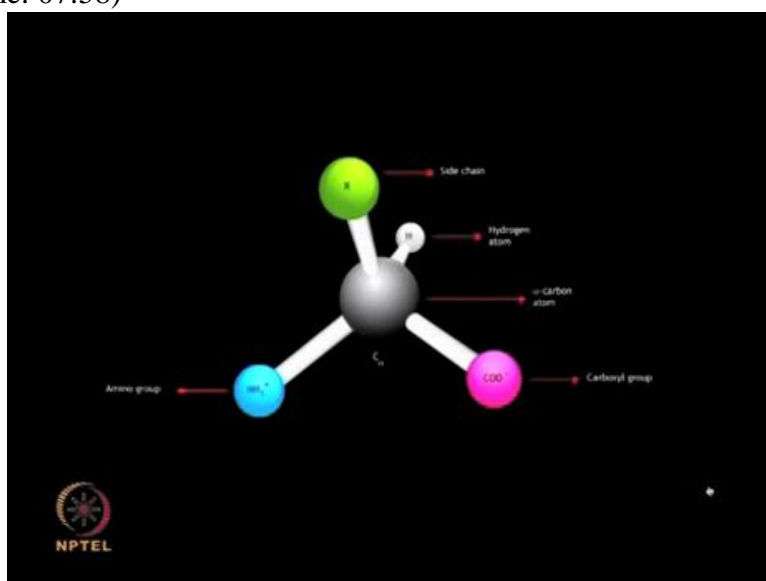 R
Side chain
H
Hydrogen
atom
α-carbon
atom
Cα
NH₃⁺
Amino group
COO⁻
Carboxyl group
NPTEL